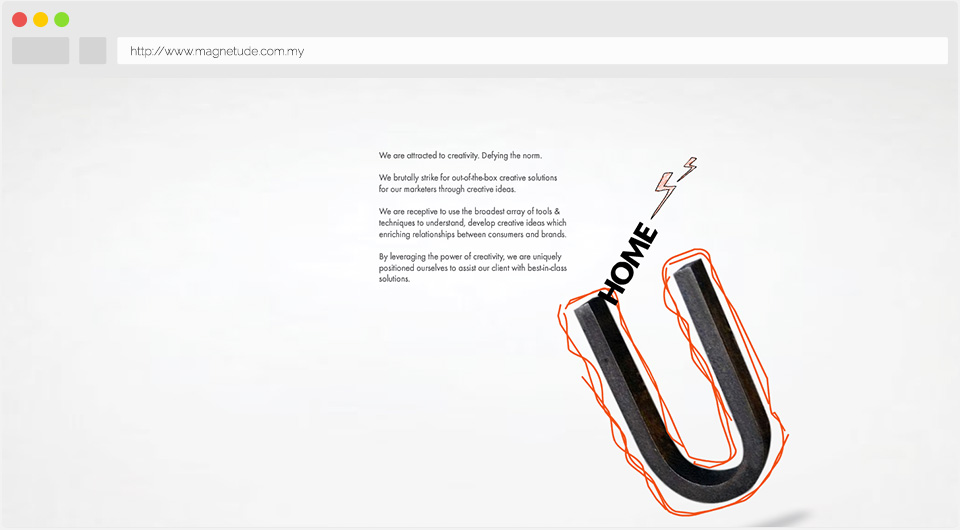 http://www.magnetude.com.my
We are attracted to creativity. Defying the norm.
We brutally strike for out-of-the-box creative solutions
for our marketers through creative ideas.
We are receptive to use the broadest array of tools &
techniques to understand, develop creative ideas which
enriching relationships between consumers and brands.
By leveraging the power of creativity, we are uniquely
positioned ourselves to assist our client with best-in-class
solutions.
HOME